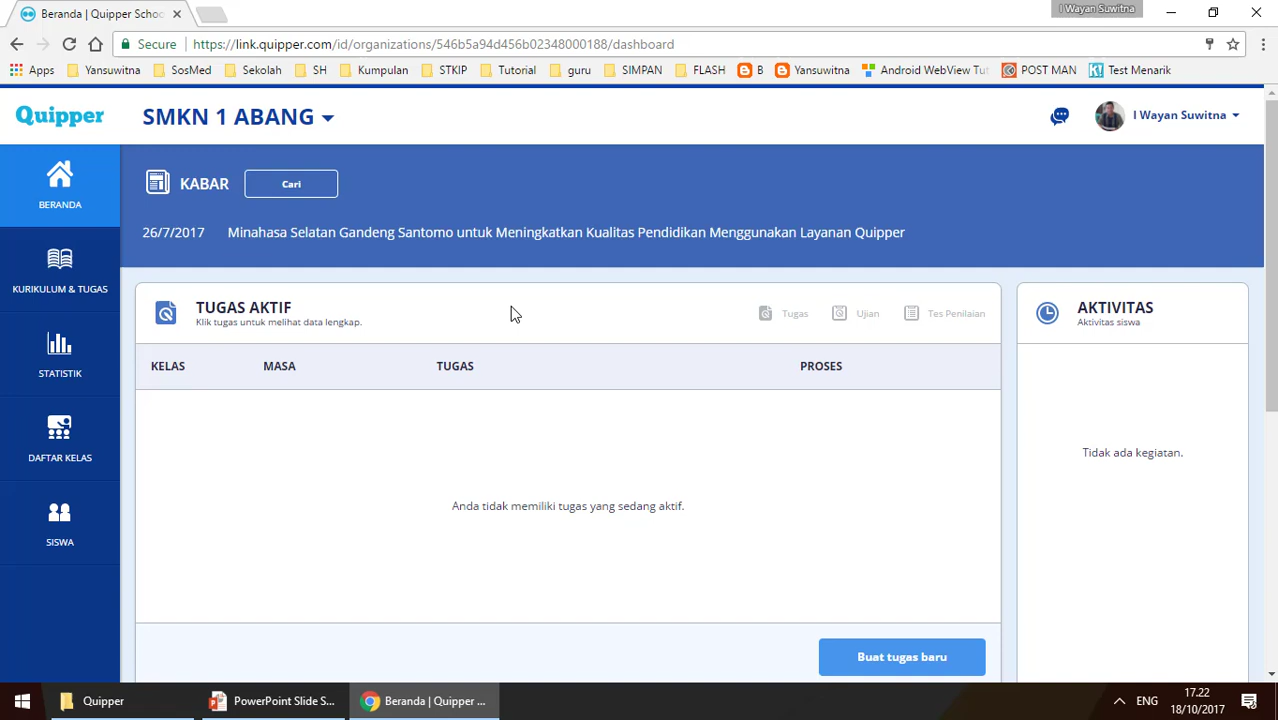 Beranda | Quipper Schoo
I Wayan Suwitna
Secure https://link.quipper.com/id/organizations/546b5a94d456b02348000188/dashboard
Apps Yansuwitna SosMed Sekolah SH Kumpulan STKIP Tutorial guru SIMPAN FLASH B Yansuwitna Android WebView Tut POST MAN Test Menarik
Quipper SMKN 1 ABANG I Wayan Suwitna
BERANDA
KURIKULUM & TUGAS
STATISTIK
DAFTAR KELAS
SISWA
KABAR Cari
26/7/2017 Minahasa Selatan Gandeng Santomo untuk Meningkatkan Kualitas Pendidikan Menggunakan Layanan Quipper
TUGAS AKTIF
Klik tugas untuk melihat data lengkap.
Tugas Ujian Tes Penilaian
KELAS MASA TUGAS PROSES
Anda tidak memiliki tugas yang sedang aktif.
Buat tugas baru
AKTIVITAS
Aktivitas siswa
Tidak ada kegiatan.
Quipper PowerPoint Slide S... Beranda | Quipper ... ENG
17.22
18/10/2017